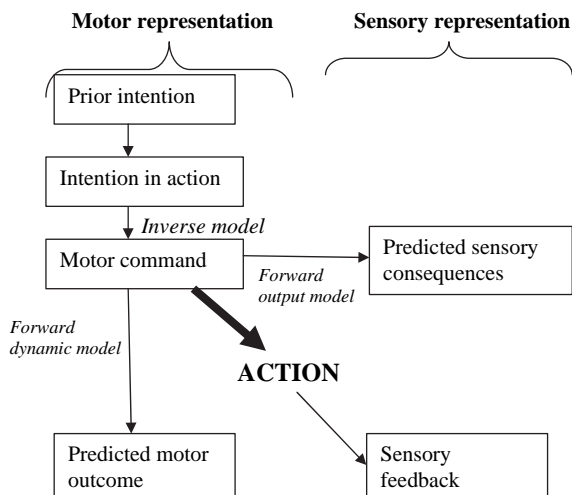 Motor representation
Sensory representation
Prior intention
Intention in action
Inverse model
Motor command
Predicted sensory
consequences
Forward
output model
Forward
dynamic model
ACTION
Predicted motor
outcome
Sensory
feedback